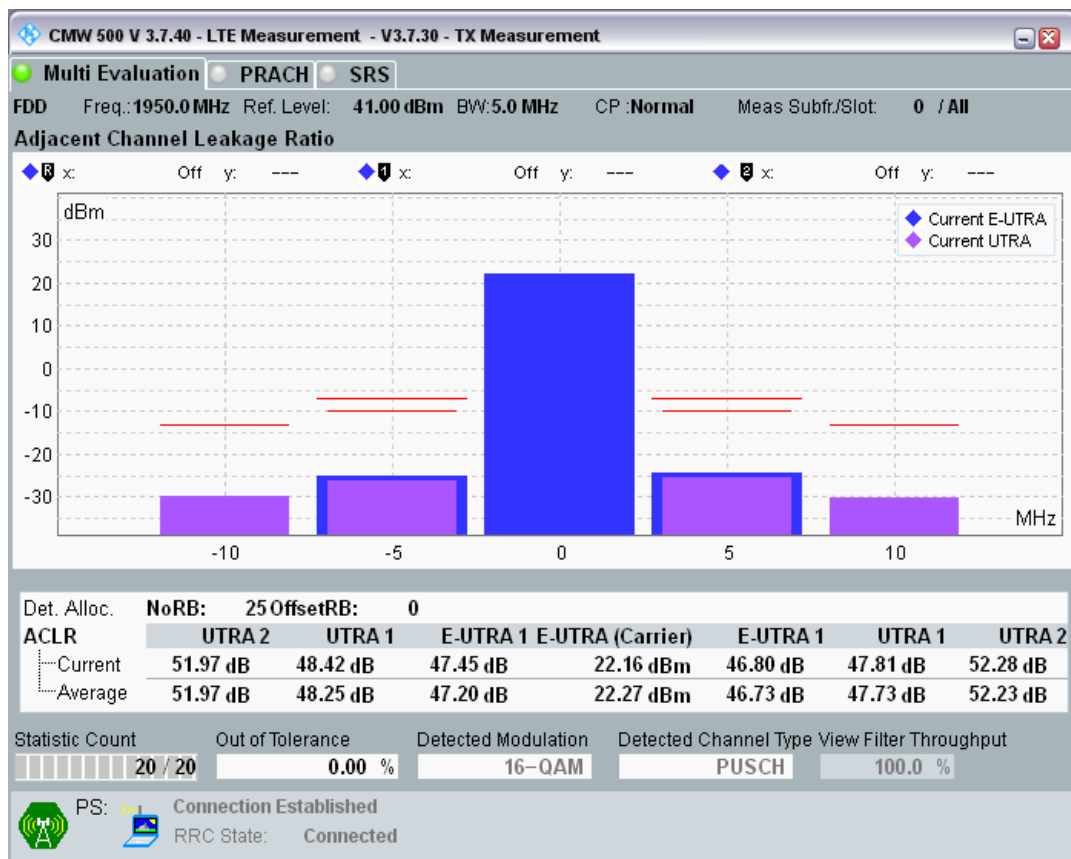 CMW 500 V 3.7.40 - LTE Measurement - V3.7.30 - TX Measurement
Multi Evaluation PRACH SRS
FDD Freq.:1950.0 MHz Ref. Level: 41.00 dBm BW:5.0 MHz CP :Normal Meas Subfr./Slot: 0 / All
Adjacent Channel Leakage Ratio
R x: Off y: --- 1 x: Off y: --- 2 x: Off y: ---
dBm
Current E-UTRA
Current UTRA
30
20
10
0
-10
-20
-30
MHz
-10 -5 0 5 10
Det. Alloc. NoRB: 25 OffsetRB: 0
ACLR UTRA 2 UTRA 1 E-UTRA 1 E-UTRA (Carrier) E-UTRA 1 UTRA 1 UTRA 2
Current 51.97 dB 48.42 dB 47.45 dB 22.16 dBm 46.80 dB 47.81 dB 52.28 dB
Average 51.97 dB 48.25 dB 47.20 dB 22.27 dBm 46.73 dB 47.73 dB 52.23 dB
Statistic Count Out of Tolerance Detected Modulation Detected Channel Type View Filter Throughput
20 / 20 0.00 % 16-QAM PUSCH 100.0 %
PS: Connection Established
RRC State: Connected